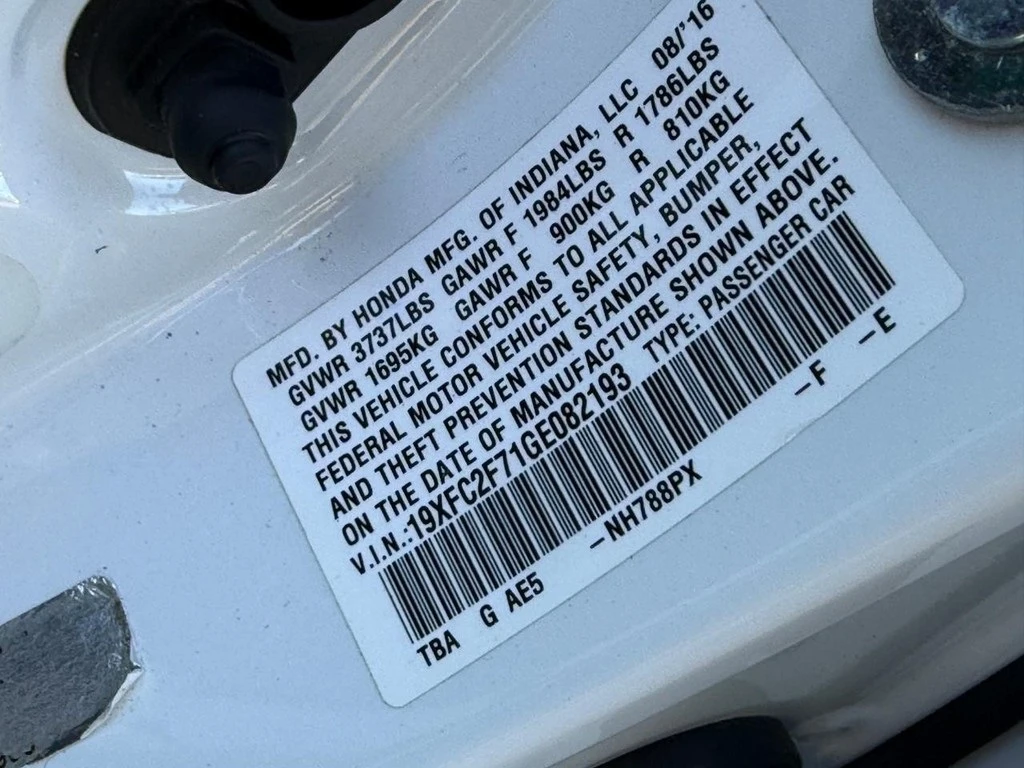 MFD. BY HONDA MFG. OF INDIANA, LLC 08/'16
GVWR 3737LBS GAWR F 1984LBS R 1786LBS
GVWR 1695KG GAWR F 900KG R 810KG
THIS VEHICLE CONFORMS TO ALL APPLICABLE
FEDERAL MOTOR VEHICLE SAFETY, BUMPER,
AND THEFT PREVENTION STANDARDS IN EFFECT
ON THE DATE OF MANUFACTURE SHOWN ABOVE.
V.I.N.:19XFC2F71GE082193 TYPE: PASSENGER CAR
TBA G AE5 –NH788PX –F –E